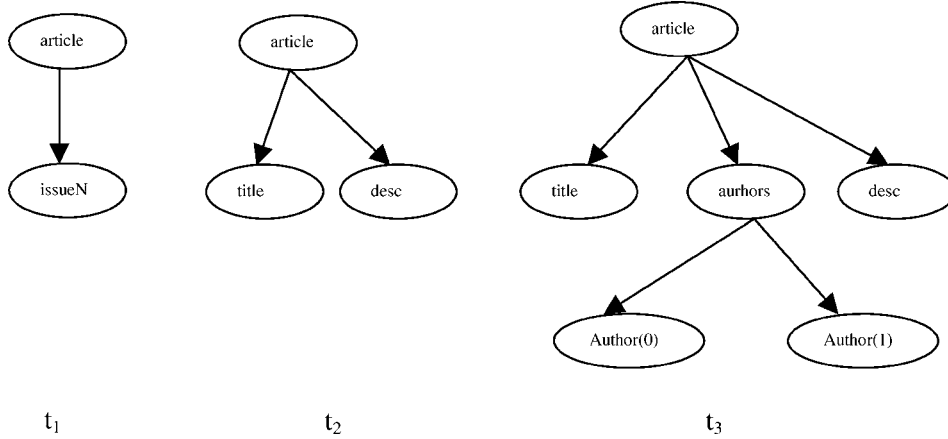 article
issueN
t1
article
title
desc
t2
article
title
aurhors
desc
Author(0)
Author(1)
t3